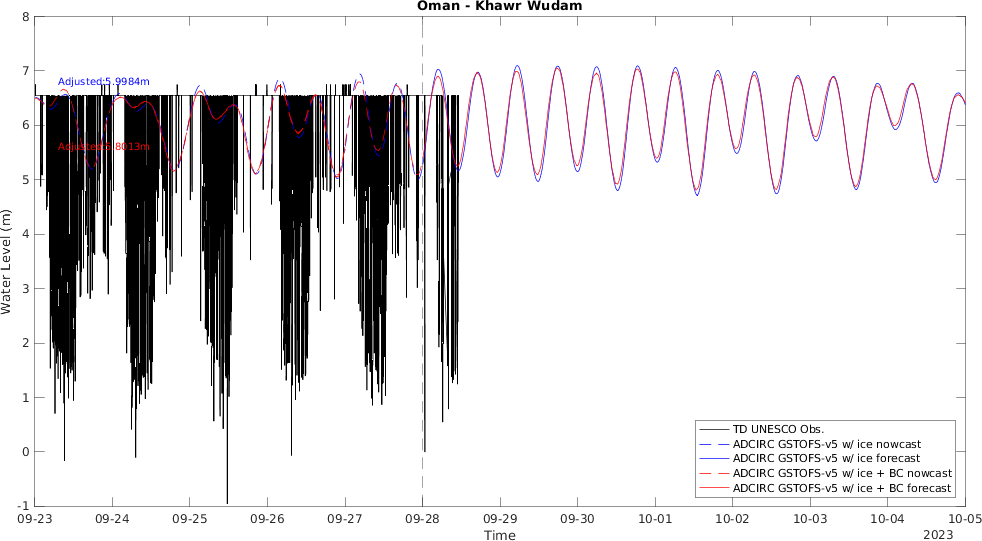 Oman - Khawr Wudam
8
7
6
5
4
3
2
1
0
-1
Water Level (m)
Adjusted:5.9984m
Adjusted:5.8013m
TD UNESCO Obs.
ADCIRC GSTOFS-v5 w/ ice nowcast
ADCIRC GSTOFS-v5 w/ ice forecast
ADCIRC GSTOFS-v5 w/ ice + BC nowcast
ADCIRC GSTOFS-v5 w/ ice + BC forecast
09-23 09-24 09-25 09-26 09-27 09-28 09-29 09-30 10-01 10-02 10-03 10-04 10-05
Time
2023